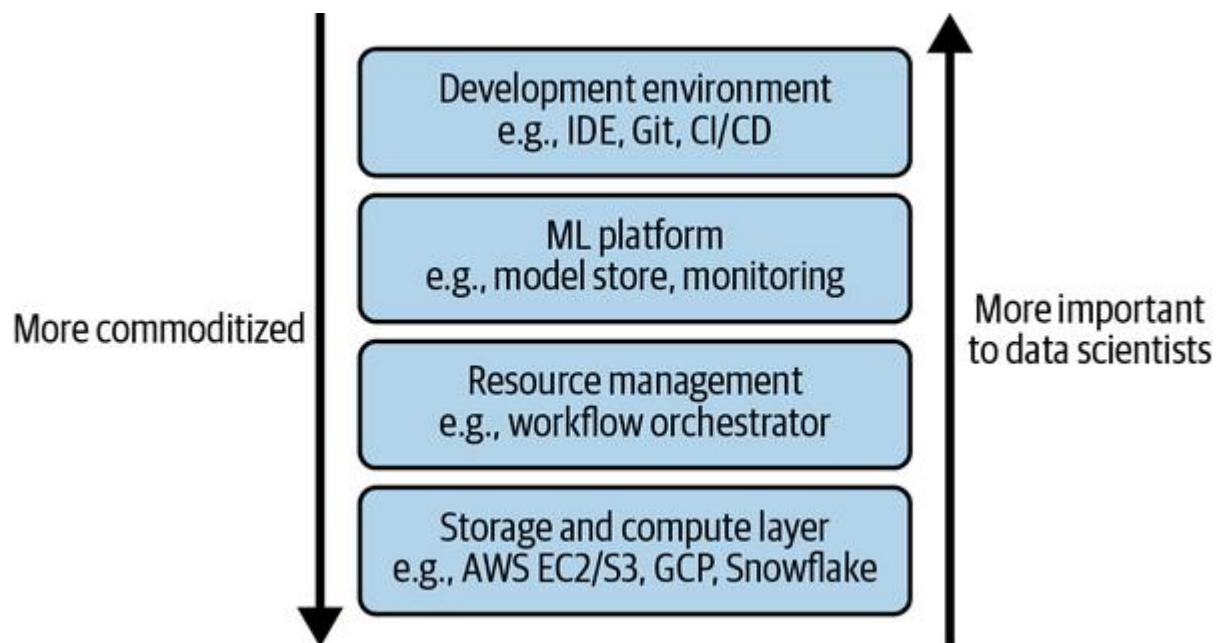 Development environment
e.g., IDE, Git, CI/CD
ML platform
e.g., model store, monitoring
More commoditized
More important
to data scientists
Resource management
e.g., workflow orchestrator
Storage and compute layer
e.g., AWS EC2/S3, GCP, Snowflake